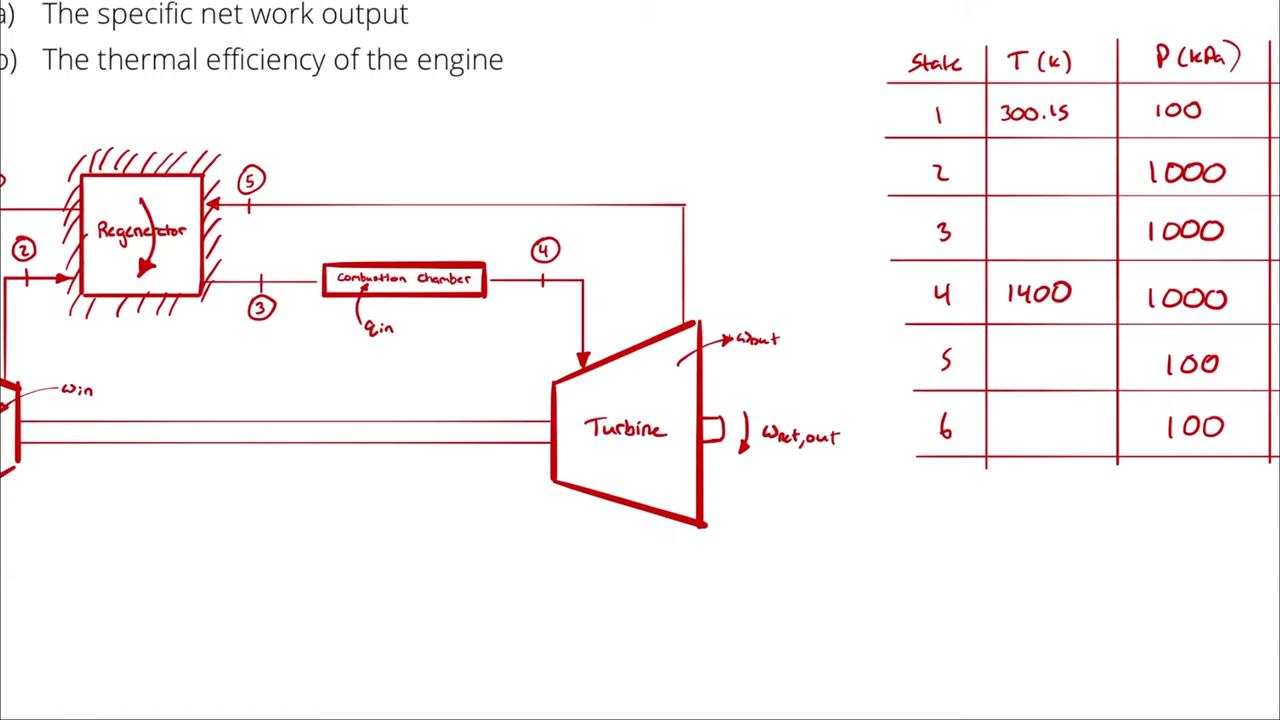 a) The specific net work output
b) The thermal efficiency of the engine
State T (K) P (kPa)
1 300.15 100
2 1000
3 1000
4 1400 1000
5 100
6 100
5
Regenerator
2
4
3
Combustion Chamber
qin
win
wout
Turbine
wnet,out